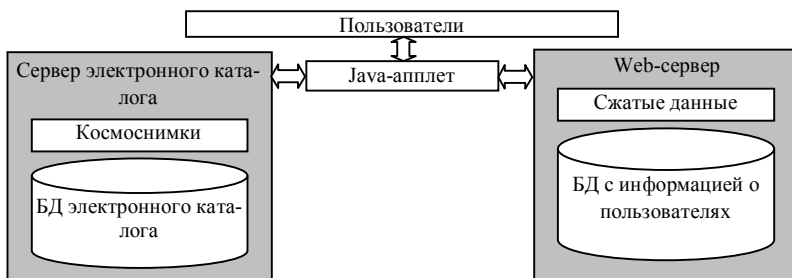 Пользователи
Сервер электронного ката-
лога
Java-апплет
Web-сервер
Космоснимки
Сжатые данные
БД электронного ката-
лога
БД с информацией о
пользователях